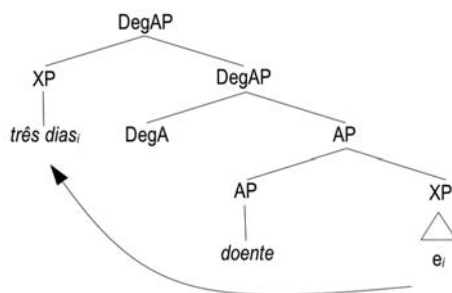 DegAP
XP DegAP
três diasᵢ DegA AP
AP XP
doente eᵢ